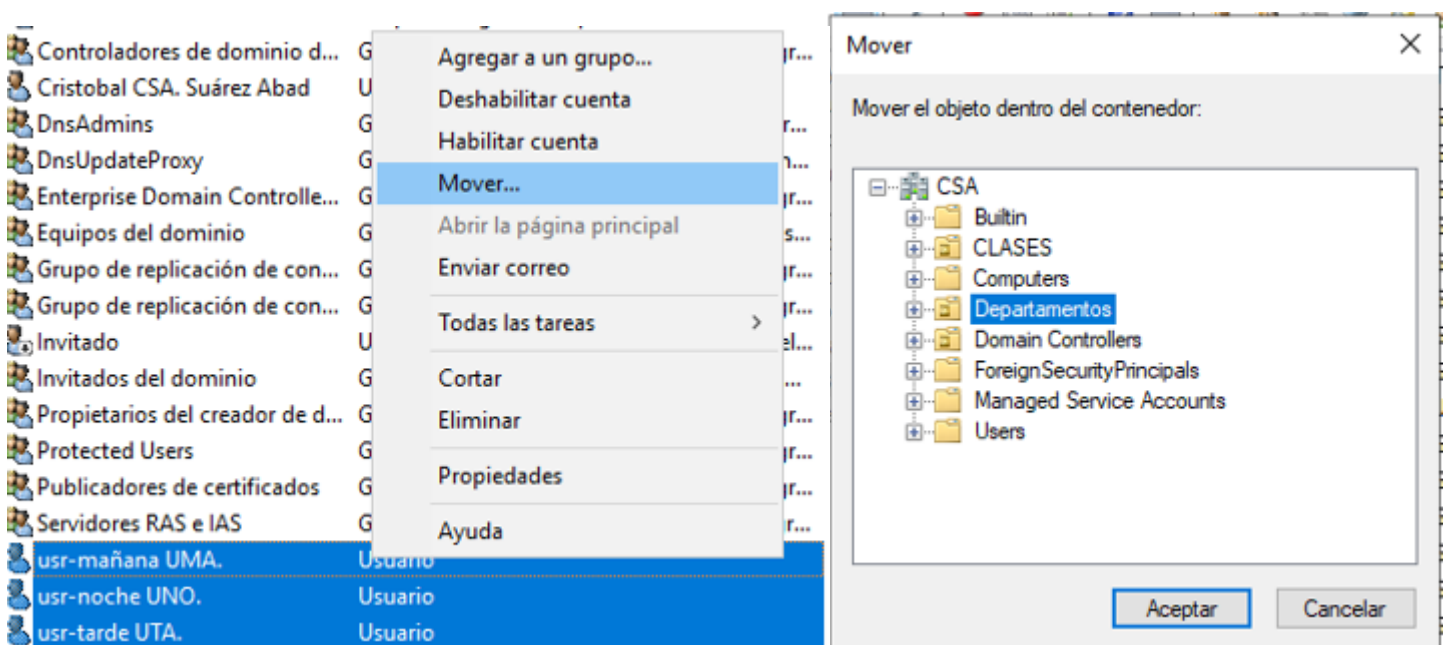 Controladores de dominio d... G
Cristobal CSA. Suárez Abad U
DnsAdmins G
DnsUpdateProxy G
Enterprise Domain Controlle... G
Equipos del dominio G
Grupo de replicación de con... G
Grupo de replicación de con... G
Invitado U
Invitados del dominio G
Propietarios del creador de d... G
Protected Users G
Publicadores de certificados G
Servidores RAS e IAS G
usr-mañana UMA. Usuario
usr-noche UNO. Usuario
usr-tarde UTA. Usuario
Agregar a un grupo...
Deshabilitar cuenta
Habilitar cuenta
Mover...
Abrir la página principal
Enviar correo
Todas las tareas
Cortar
Eliminar
Propiedades
Ayuda
Mover
Mover el objeto dentro del contenedor:
CSA
Builtin
CLASES
Computers
Departamentos
Domain Controllers
ForeignSecurityPrincipals
Managed Service Accounts
Users
Aceptar Cancelar